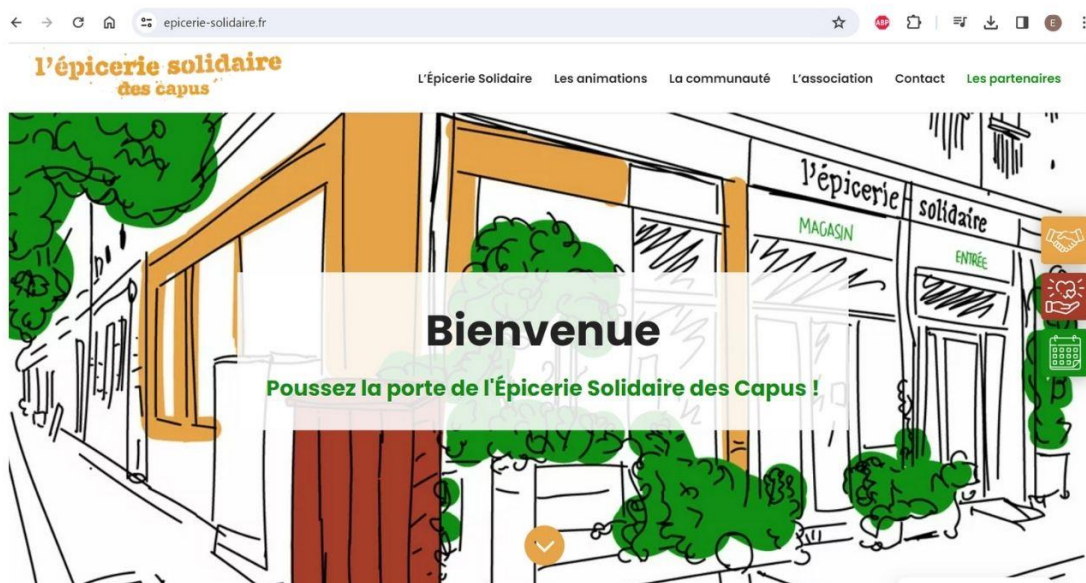 epicerie-solidaire.fr
ABP
E
l'épicerie solidaire
des capus
L'Épicerie Solidaire Les animations La communauté L'association Contact Les partenaires
l'épicerie solidaire
MAGASIN
ENTRÉE
Bienvenue
Poussez la porte de l'Épicerie Solidaire des Capus !